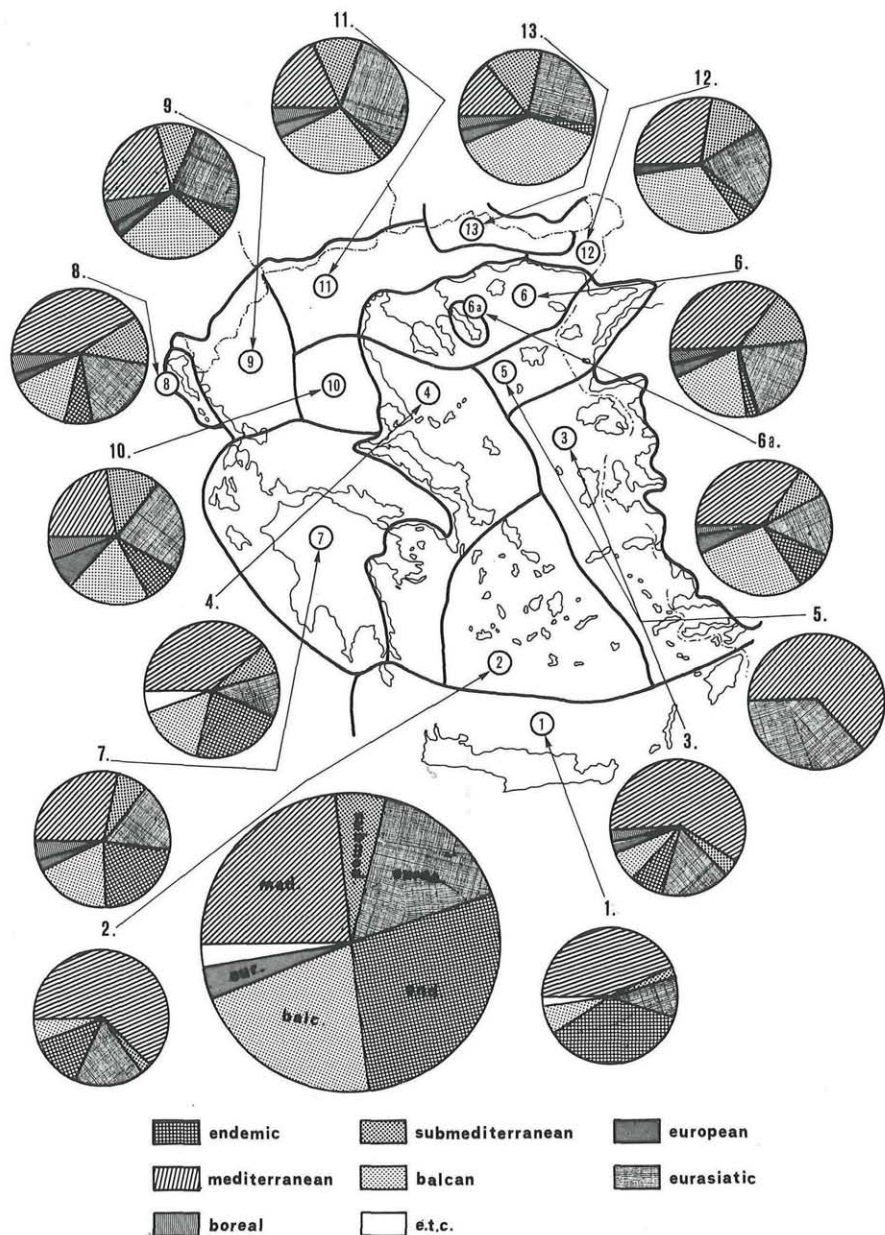 11.
13.
9.
12.
8.
6.
10.
6a.
4.
5.
7.
3.
2.
1.
13
12
11
6
6a
9
8
10
5
4
3
7
2
1
med.
submed
euras.
eur.
end.
balc.
endemic
submediterranean
european
mediterranean
balcan
eurasiatic
boreal
e.t.c.